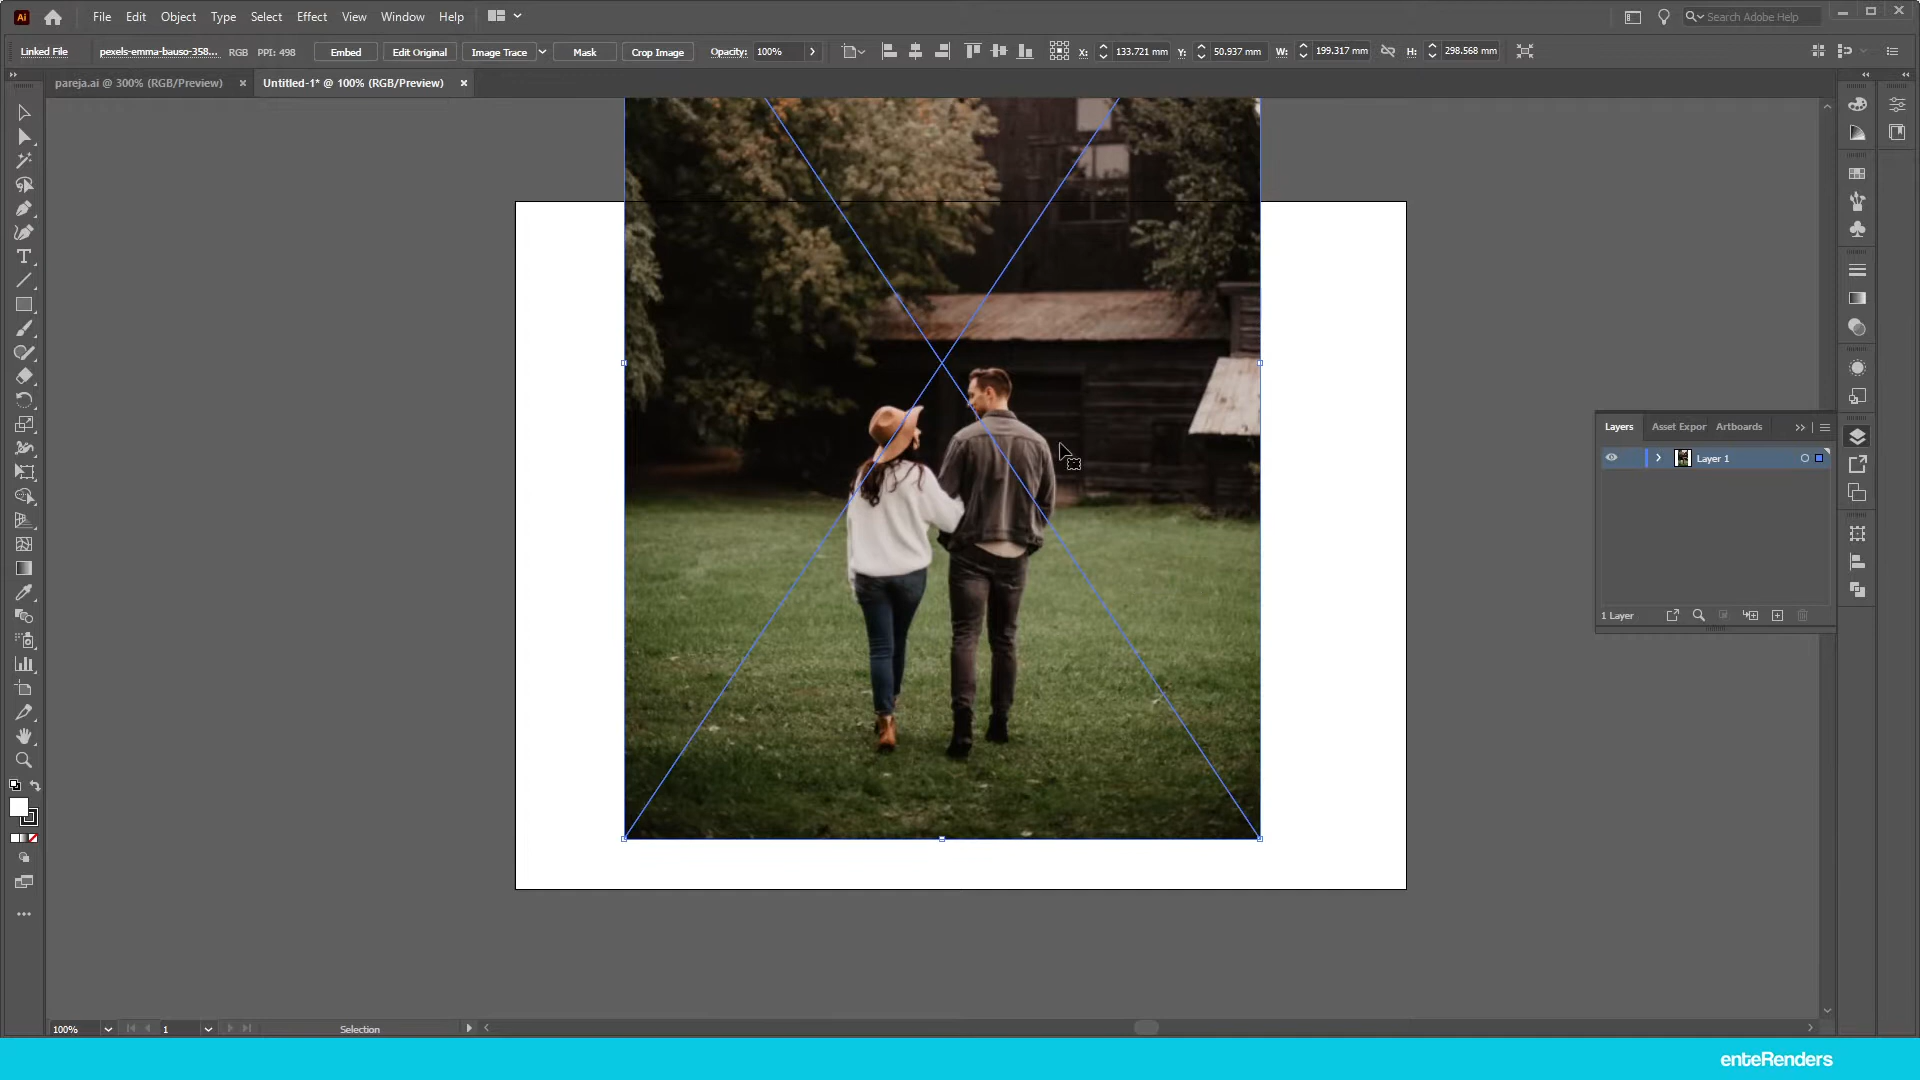 Ai File Edit Object Type Select Effect View Window Help Search Adobe Help
Linked File pexels-emma-bauso-358... RGB PPI: 498 Embed Edit Original Image Trace Mask Crop Image Opacity: 100% X: 133.721 mm Y: 50.937 mm W: 199.317 mm H: 298.568 mm
pareja.ai @ 300% (RGB/Preview) × Untitled-1* @ 100% (RGB/Preview) ×
Layers Asset Expor Artboards
Layer 1
1 Layer
100% 1 Selection
enteRenders